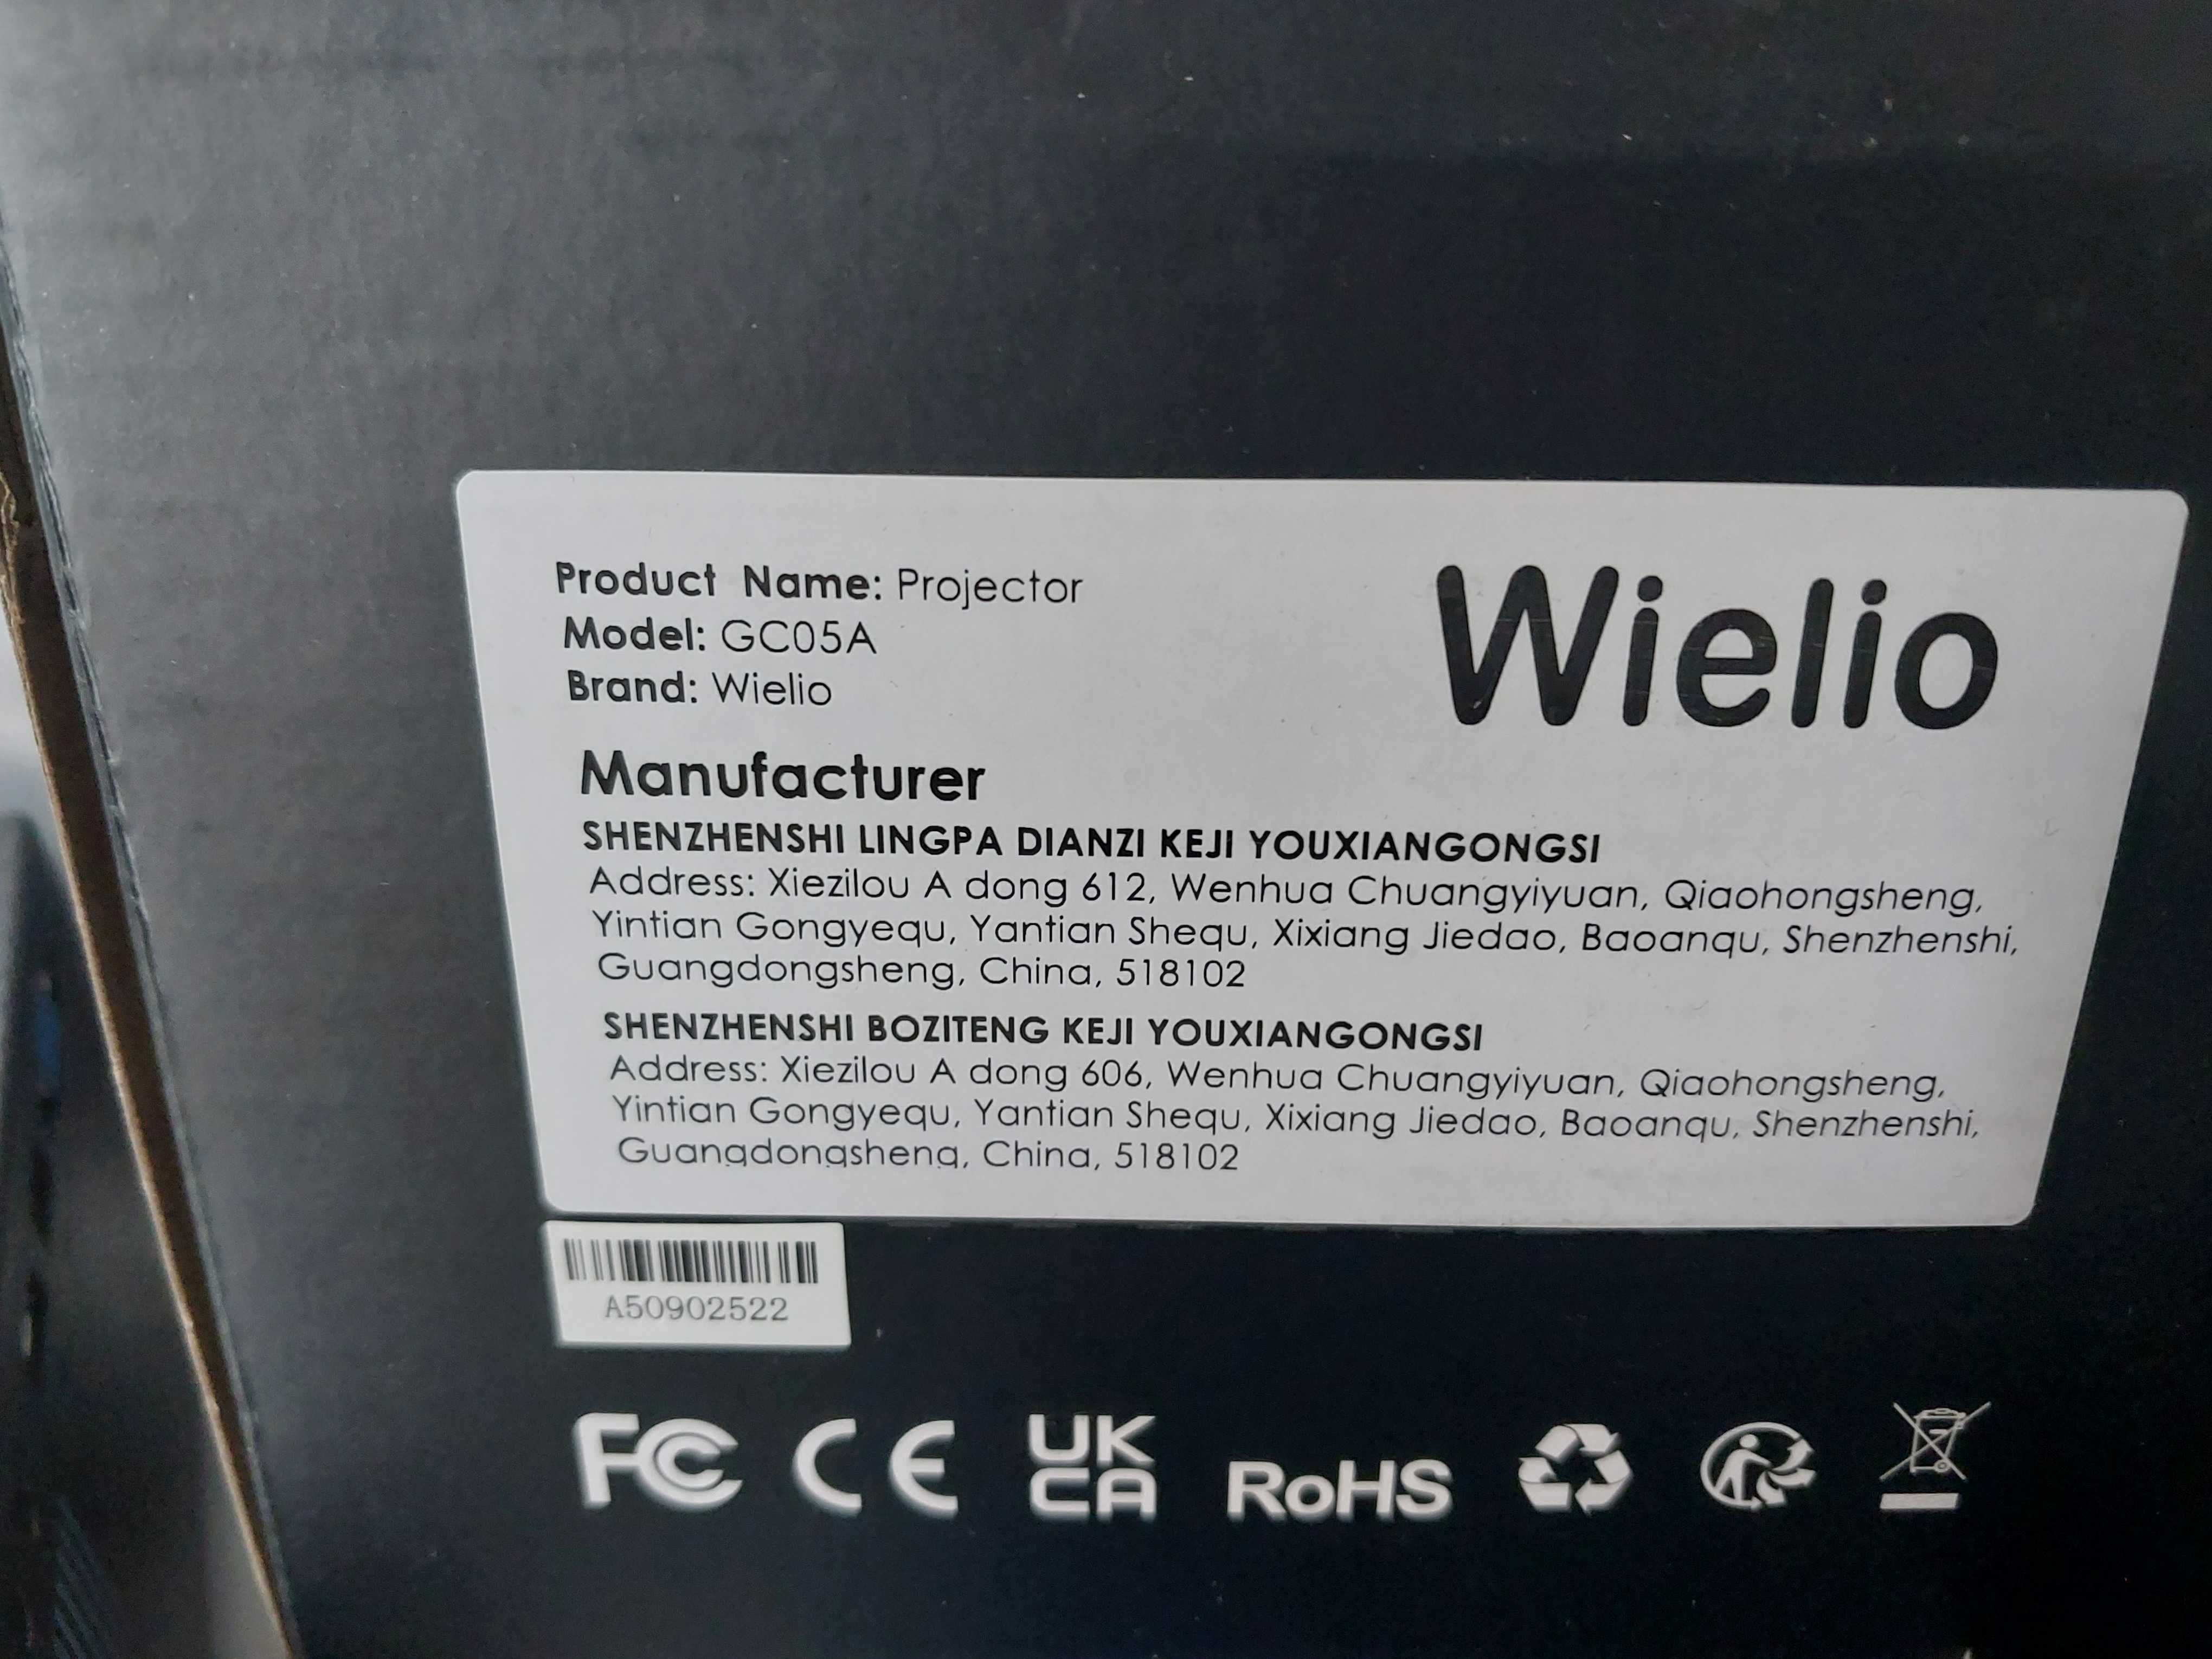 Wielio
Product Name: Projector
Model: GC05A
Brand: Wielio
Manufacturer
SHENZHENSHI LINGPA DIANZI KEJI YOUXIANGONGSI
Address: Xiezilou A dong 612, Wenhua Chuangyiyuan, Qiaohongsheng,
Yintian Gongyequ, Yantian Shequ, Xixiang Jiedao, Baoanqu, Shenzhenshi,
Guangdongsheng, China, 518102
SHENZHENSHI BOZITENG KEJI YOUXIANGONGSI
Address: Xiezilou A dong 606, Wenhua Chuangyiyuan, Qiaohongsheng,
Yintian Gongyequ, Yantian Shequ, Xixiang Jiedao, Baoanqu, Shenzhenshi,
Guangdongsheng, China, 518102
A50902522
FC CE UK
CA RoHS